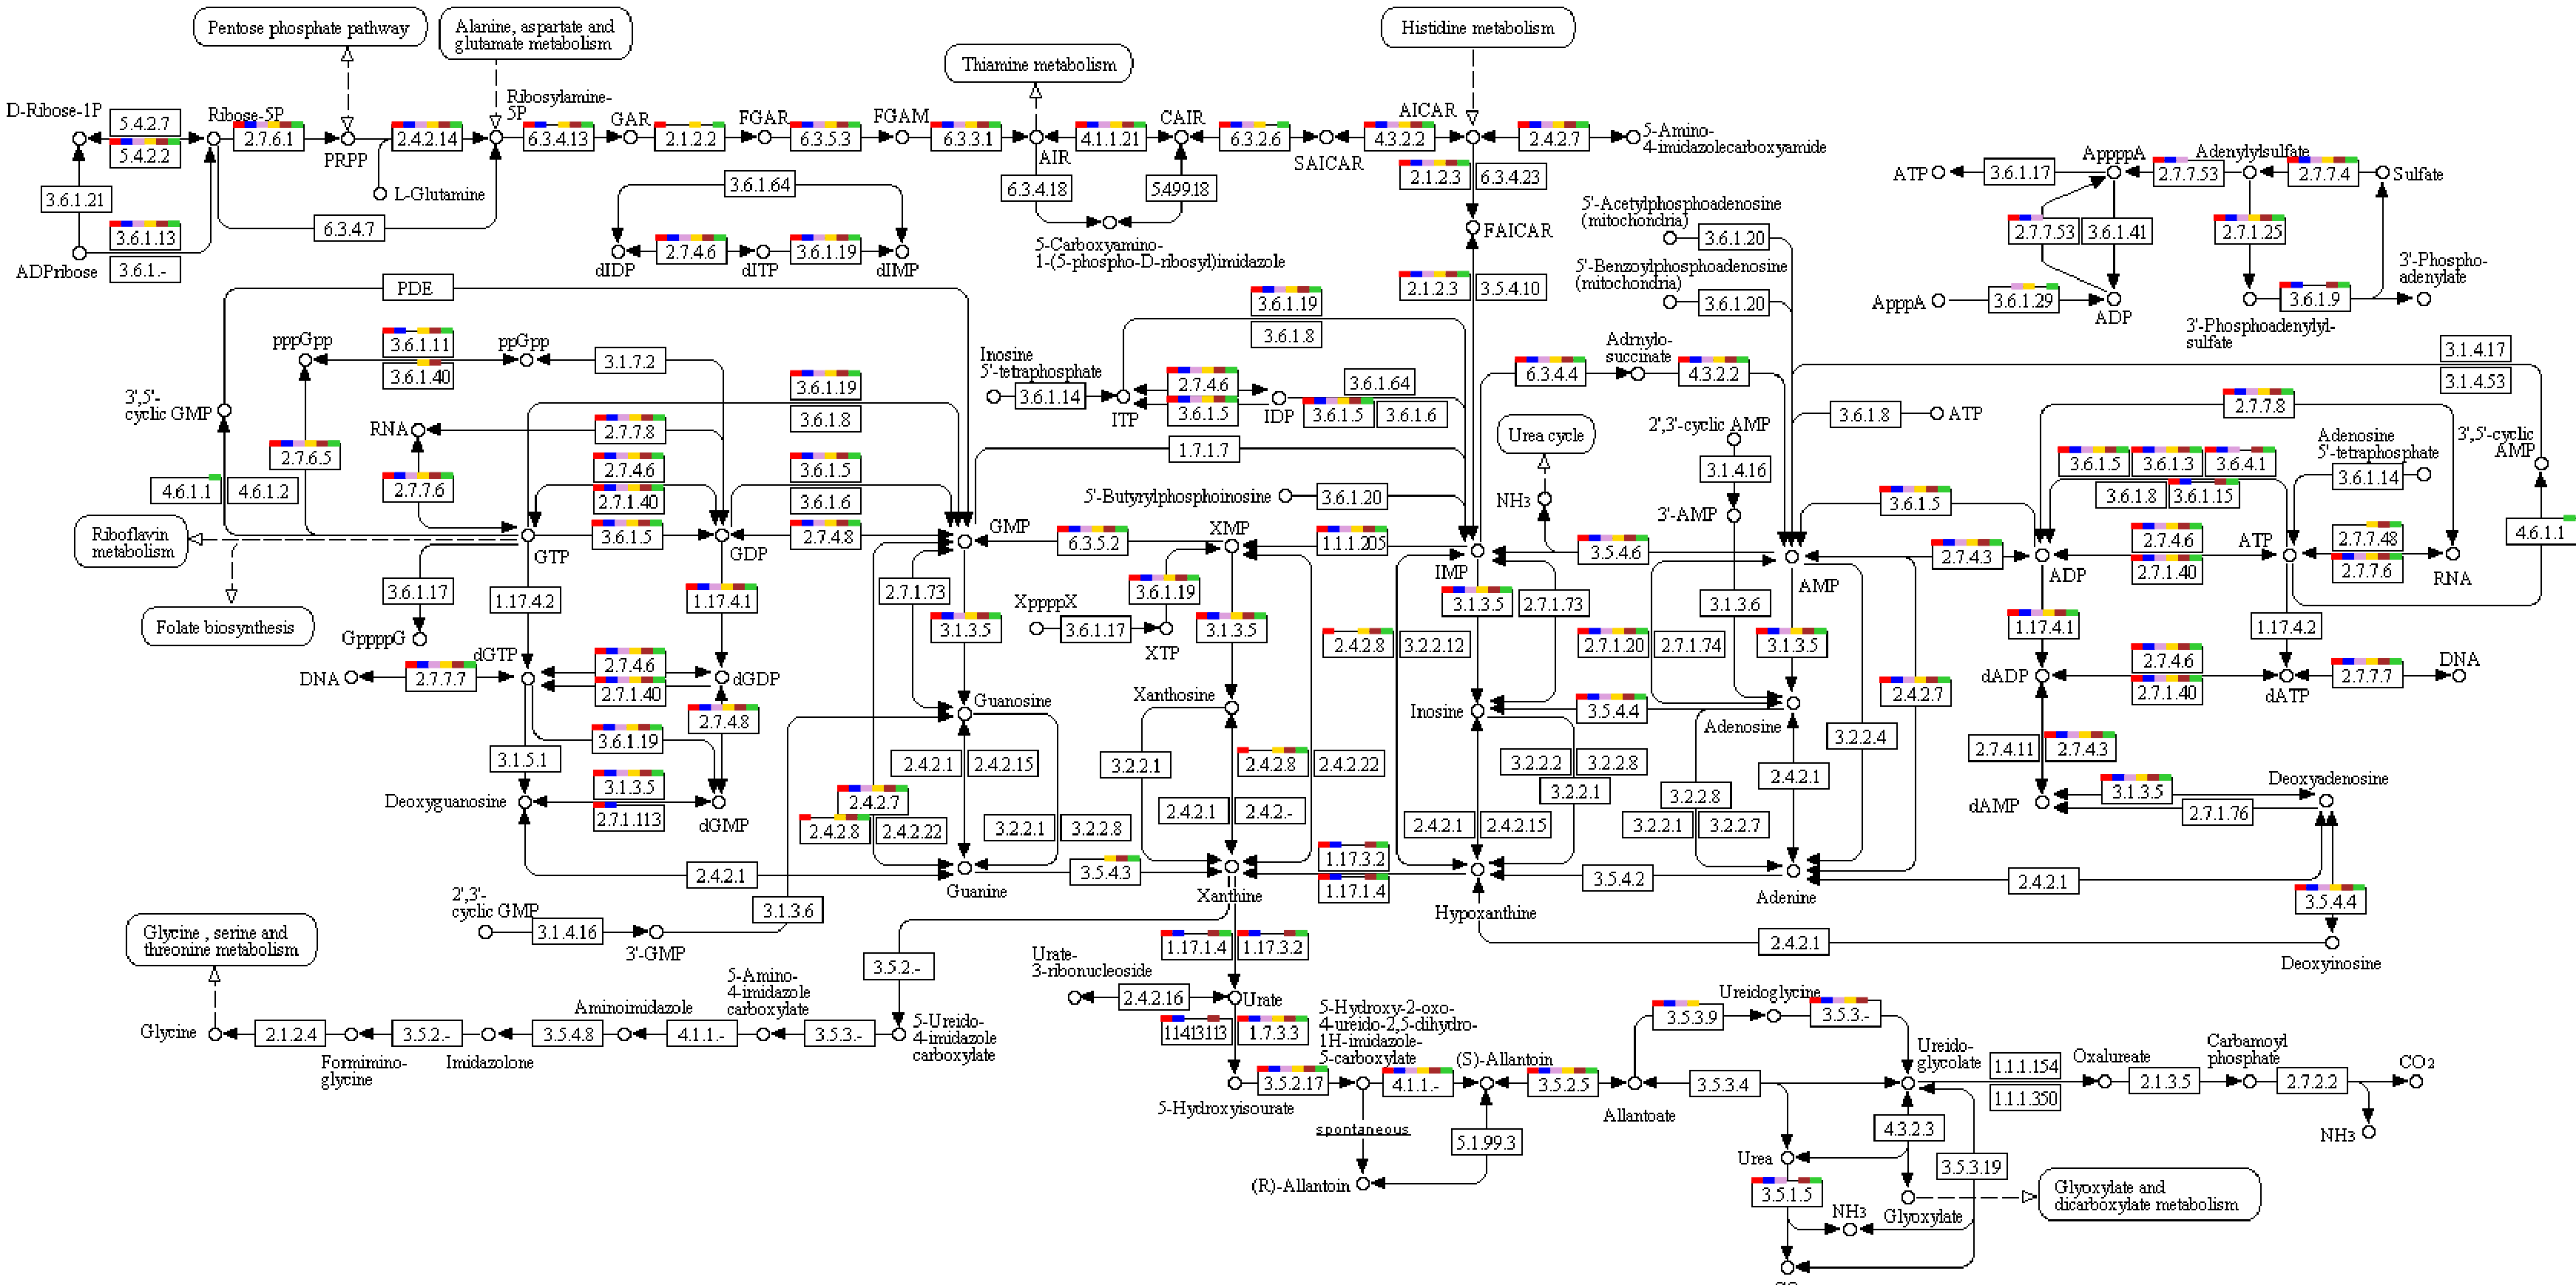 Pentose phosphate pathway
Alanine, aspartate and
glutamate metabolism
Histidine metabolism
Thiamine metabolism
D-Ribose-1P
5.4.2.7
5.4.2.2
Ribose-5P
2.7.6.1
PRPP
2.4.2.14
Ribosylamine-
5P
6.3.4.13
GAR
2.1.2.2
FGAR
6.3.5.3
FGAM
6.3.3.1
AIR
4.1.1.21
CAIR
6.3.2.6
SAICAR
4.3.2.2
AICAR
2.4.2.7
5-Amino-
4-imidazolecarboxyamide
3.6.1.21
3.6.1.13
3.6.1.-
ADPribose
L-Glutamine
6.3.4.7
3.6.1.64
dIDP
2.7.4.6
dITP
3.6.1.19
dIMP
6.3.4.18
5.4.99.18
5-Carboxyamino-
1-(5-phospho-D-ribosyl)imidazole
2.1.2.3
6.3.4.23
FAICAR
2.1.2.3
3.5.4.10
5'-Acetylphosphoadenosine
(mitochondria)
3.6.1.20
5'-Benzoylphosphoadenosine
(mitochondria)
3.6.1.20
ATP
3.6.1.17
AppppA
2.7.7.53
Adenylylsulfate
2.7.7.4
Sulfate
2.7.7.53
3.6.1.41
2.7.1.25
ApppA
3.6.1.29
ADP
3.6.1.9
3'-Phospho-
adenylate
3'-Phosphoadenylyl-
sulfate
PDE
pppGpp
3.6.1.11
3.6.1.40
ppGpp
3.1.7.2
3',5'-
cyclic GMP
2.7.6.5
RNA
2.7.7.8
2.7.7.6
2.7.4.6
2.7.1.40
3.6.1.19
3.6.1.8
3.6.1.5
3.6.1.6
4.6.1.1
4.6.1.2
Riboflavin
metabolism
Folate biosynthesis
GTP
3.6.1.5
GDP
2.7.4.8
GMP
6.3.5.2
XMP
1.1.1.205
IMP
3.5.4.6
AMP
2.7.4.3
ADP
Inosine
5'-tetraphosphate
3.6.1.14
ITP
3.6.1.19
3.6.1.8
2.7.4.6
3.6.1.5
IDP
3.6.1.64
3.6.1.5
3.6.1.6
1.7.1.7
5'-Butyrylphosphoinosine
3.6.1.20
6.3.4.4
Adrnylo-
succinate
4.3.2.2
Urea cycle
NH3
2',3'-cyclic AMP
3.1.4.16
3'-AMP
3.6.1.8
ATP
3.1.4.17
3.1.4.53
2.7.7.8
3.6.1.5
3.6.1.5
3.6.1.3
3.6.4.1
3.6.1.8
3.6.1.15
Adenosine
5'-tetraphosphate
3.6.1.14
3',5'-cyclic
AMP
4.6.1.1
2.7.4.6
2.7.1.40
ATP
2.7.7.48
2.7.7.6
RNA
3.6.1.17
GppppG
1.17.4.2
1.17.4.1
2.7.1.73
3.1.3.5
XppppX
3.6.1.17
3.6.1.19
XTP
3.1.3.5
2.4.2.8
3.2.2.12
3.1.3.5
2.7.1.73
2.7.1.20
2.7.1.74
3.1.3.6
3.1.3.5
2.4.2.7
1.17.4.1
1.17.4.2
DNA
2.7.7.7
dGTP
2.7.4.6
2.7.1.40
dGDP
2.7.4.8
3.6.1.19
3.1.5.1
3.1.3.5
2.7.1.113
Deoxyguanosine
dGMP
Guanosine
Xanthosine
Inosine
3.5.4.4
Adenosine
dADP
2.7.4.6
2.7.1.40
dATP
2.7.7.7
DNA
2.4.2.1
2.4.2.15
3.2.2.1
2.4.2.8
2.4.2.22
2.4.2.7
2.4.2.8
2.4.2.22
3.2.2.1
3.2.2.8
2.4.2.1
2.4.2.-
3.2.2.2
3.2.2.8
3.2.2.1
2.4.2.1
2.4.2.15
3.2.2.8
3.2.2.1
3.2.2.7
2.4.2.1
3.2.2.4
2.7.4.11
2.7.4.3
dAMP
3.1.3.5
2.7.1.76
Deoxyadenosine
2.4.2.1
Guanine
3.5.4.3
Xanthine
1.17.3.2
1.17.1.4
Hypoxanthine
3.5.4.2
Adenine
2.4.2.1
3.5.4.4
2.4.2.1
Deoxyinosine
2',3'-
cyclic GMP
3.1.4.16
3'-GMP
3.1.3.6
Glycine , serine and
threonine metabolism
3.5.2.-
1.17.1.4
1.17.3.2
Urate-
3-ribonucleoside
2.4.2.16
Urate
1.7.3.3
Glycine
2.1.2.4
Formimino-
glycine
3.5.2.-
Imidazolone
3.5.4.8
Aminoimidazole
4.1.1.-
5-Amino-
4-imidazole
carboxylate
3.5.3.-
5-Ureido-
4-imidazole
carboxylate
5-Hydroxyisourate
3.5.2.17
5-Hydroxy-2-oxo-
4-ureido-2,5-dihydro-
1H-imidazole-
5-carboxylate
4.1.1.-
(S)-Allantoin
3.5.2.5
Allantoate
3.5.3.9
Ureidoglycine
3.5.3.-
3.5.3.4
Ureido-
glycolate
1.1.1.154
1.1.1.350
Oxalureate
2.1.3.5
Carbamoyl
phosphate
2.7.2.2
CO2
NH3
spontaneous
(R)-Allantoin
5.1.99.3
4.3.2.3
Urea
3.5.3.19
3.5.1.5
NH3
Glyoxylate
Glyoxylate and
dicarboxylate metabolism